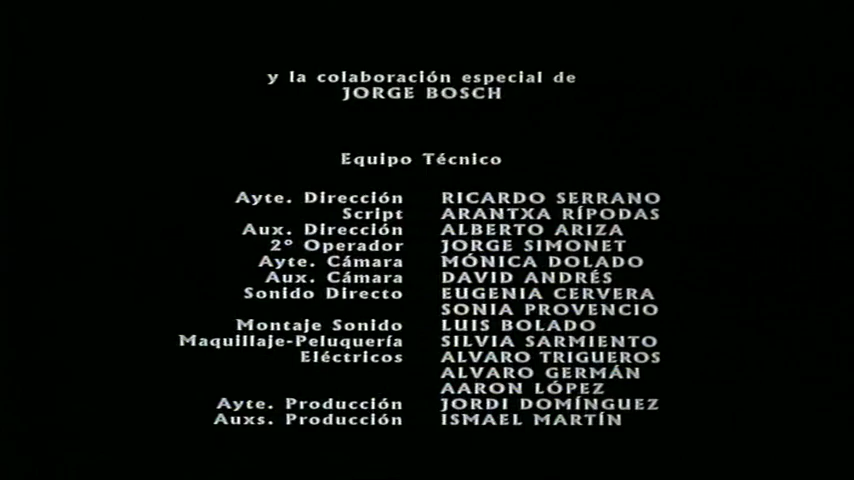 y la colaboración especial de
JORGE BOSCH
Equipo Técnico
Ayte. Dirección RICARDO SERRANO
Script ARANTXA RÍPODAS
Aux. Dirección ALBERTO ARIZA
2º Operador JORGE SIMONET
Ayte. Cámara MÓNICA DOLADO
Aux. Cámara DAVID ANDRÉS
Sonido Directo EUGENIA CERVERA
SONIA PROVENCIO
Montaje Sonido LUIS BOLADO
Maquillaje-Peluquería SILVIA SARMIENTO
Eléctricos ALVARO TRIGUEROS
ALVARO GERMÁN
AARON LÓPEZ
Ayte. Producción JORDI DOMÍNGUEZ
Auxs. Producción ISMAEL MARTÍN